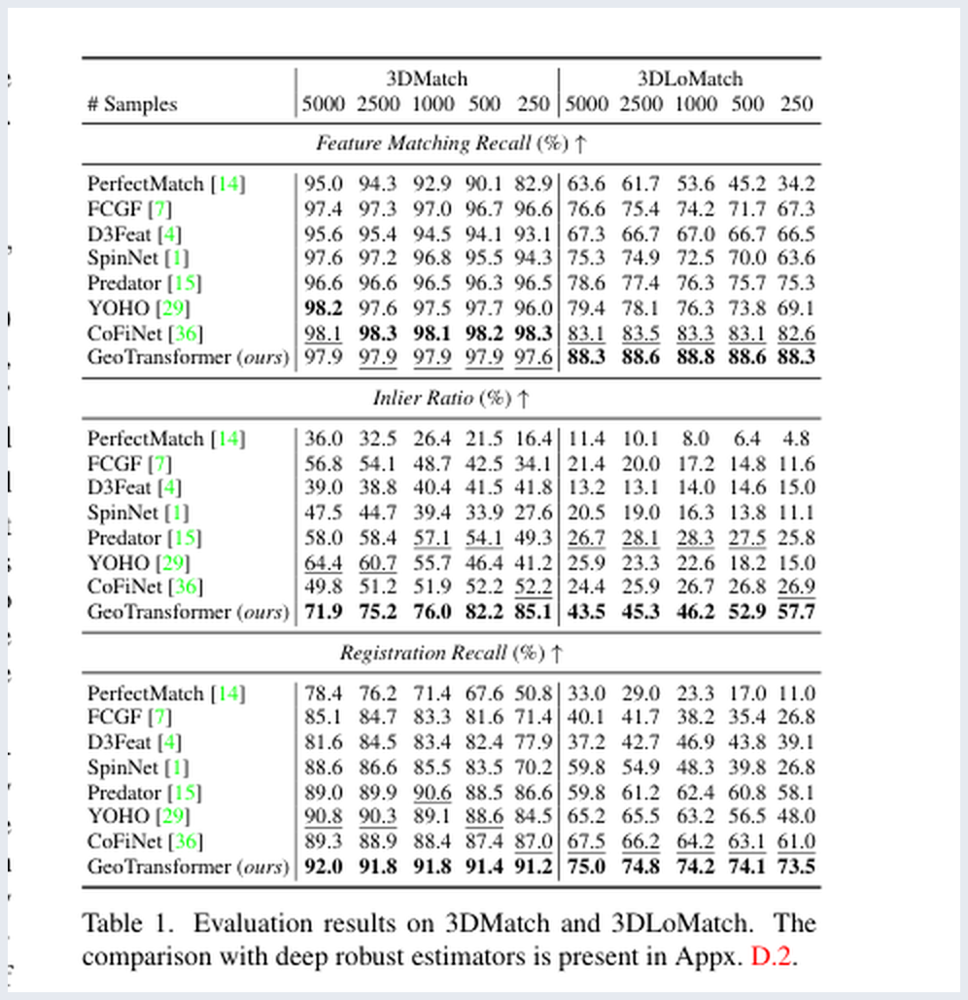 3DMatch 3DLoMatch
# Samples 5000 2500 1000 500 250 5000 2500 1000 500 250
Feature Matching Recall (%) ↑
PerfectMatch [14] 95.0 94.3 92.9 90.1 82.9 63.6 61.7 53.6 45.2 34.2
FCGF [7] 97.4 97.3 97.0 96.7 96.6 76.6 75.4 74.2 71.7 67.3
D3Feat [4] 95.6 95.4 94.5 94.1 93.1 67.3 66.7 67.0 66.7 66.5
SpinNet [1] 97.6 97.2 96.8 95.5 94.3 75.3 74.9 72.5 70.0 63.6
Predator [15] 96.6 96.6 96.5 96.3 96.5 78.6 77.4 76.3 75.7 75.3
YOHO [29] 98.2 97.6 97.5 97.7 96.0 79.4 78.1 76.3 73.8 69.1
CoFiNet [36] 98.1 98.3 98.1 98.2 98.3 83.1 83.5 83.3 83.1 82.6
GeoTransformer (ours) 97.9 97.9 97.9 97.9 97.6 88.3 88.6 88.8 88.6 88.3
Inlier Ratio (%) ↑
PerfectMatch [14] 36.0 32.5 26.4 21.5 16.4 11.4 10.1 8.0 6.4 4.8
FCGF [7] 56.8 54.1 48.7 42.5 34.1 21.4 20.0 17.2 14.8 11.6
D3Feat [4] 39.0 38.8 40.4 41.5 41.8 13.2 13.1 14.0 14.6 15.0
SpinNet [1] 47.5 44.7 39.4 33.9 27.6 20.5 19.0 16.3 13.8 11.1
Predator [15] 58.0 58.4 57.1 54.1 49.3 26.7 28.1 28.3 27.5 25.8
YOHO [29] 64.4 60.7 55.7 46.4 41.2 25.9 23.3 22.6 18.2 15.0
CoFiNet [36] 49.8 51.2 51.9 52.2 52.2 24.4 25.9 26.7 26.8 26.9
GeoTransformer (ours) 71.9 75.2 76.0 82.2 85.1 43.5 45.3 46.2 52.9 57.7
Registration Recall (%) ↑
PerfectMatch [14] 78.4 76.2 71.4 67.6 50.8 33.0 29.0 23.3 17.0 11.0
FCGF [7] 85.1 84.7 83.3 81.6 71.4 40.1 41.7 38.2 35.4 26.8
D3Feat [4] 81.6 84.5 83.4 82.4 77.9 37.2 42.7 46.9 43.8 39.1
SpinNet [1] 88.6 86.6 85.5 83.5 70.2 59.8 54.9 48.3 39.8 26.8
Predator [15] 89.0 89.9 90.6 88.5 86.6 59.8 61.2 62.4 60.8 58.1
YOHO [29] 90.8 90.3 89.1 88.6 84.5 65.2 65.5 63.2 56.5 48.0
CoFiNet [36] 89.3 88.9 88.4 87.4 87.0 67.5 66.2 64.2 63.1 61.0
GeoTransformer (ours) 92.0 91.8 91.8 91.4 91.2 75.0 74.8 74.2 74.1 73.5
Table 1. Evaluation results on 3DMatch and 3DLoMatch. The
comparison with deep robust estimators is present in Appx. D.2.